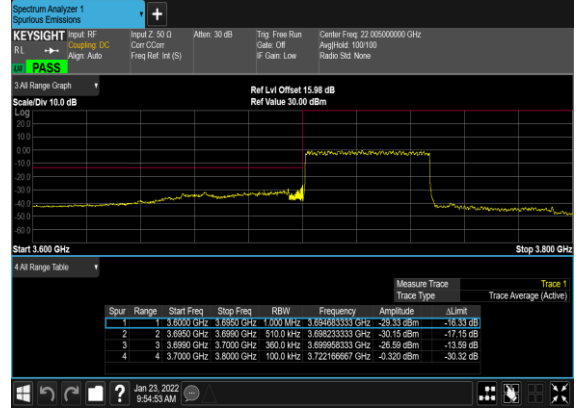 Spectrum Analyzer 1
Spurious Emissions
KEYSIGHT Input: RF Input Z: 50 Ω Atten: 30 dB Trig: Free Run Center Freq: 22.005000000 GHz
RL Coupling: DC Corr CCorr Gate: Off Avg|Hold: 100/100
Align: Auto Freq Ref: Int (S) IF Gain: Low Radio Std: None
PASS
3 All Range Graph
Ref Lvl Offset 15.98 dB
Scale/Div 10.0 dB Ref Value 30.00 dBm
Log
20.0
10.0
0.00
-10.0
-20.0
-30.0
-40.0
-50.0
-60.0
Start 3.600 GHz Stop 3.800 GHz
4 All Range Table
Measure Trace Trace 1
Trace Type Trace Average (Active)
Spur Range Start Freq Stop Freq RBW Frequency Amplitude ΔLimit
1 1 3.6000 GHz 3.6950 GHz 1.000 MHz 3.694683333 GHz -29.33 dBm -16.33 dB
2 2 3.6950 GHz 3.6990 GHz 510.0 kHz 3.698233333 GHz -30.15 dBm -17.15 dB
3 3 3.6990 GHz 3.7000 GHz 360.0 kHz 3.699958333 GHz -26.59 dBm -13.59 dB
4 4 3.7000 GHz 3.8000 GHz 100.0 kHz 3.722166667 GHz -0.320 dBm -30.32 dB
? Jan 23, 2022
9:54:53 AM